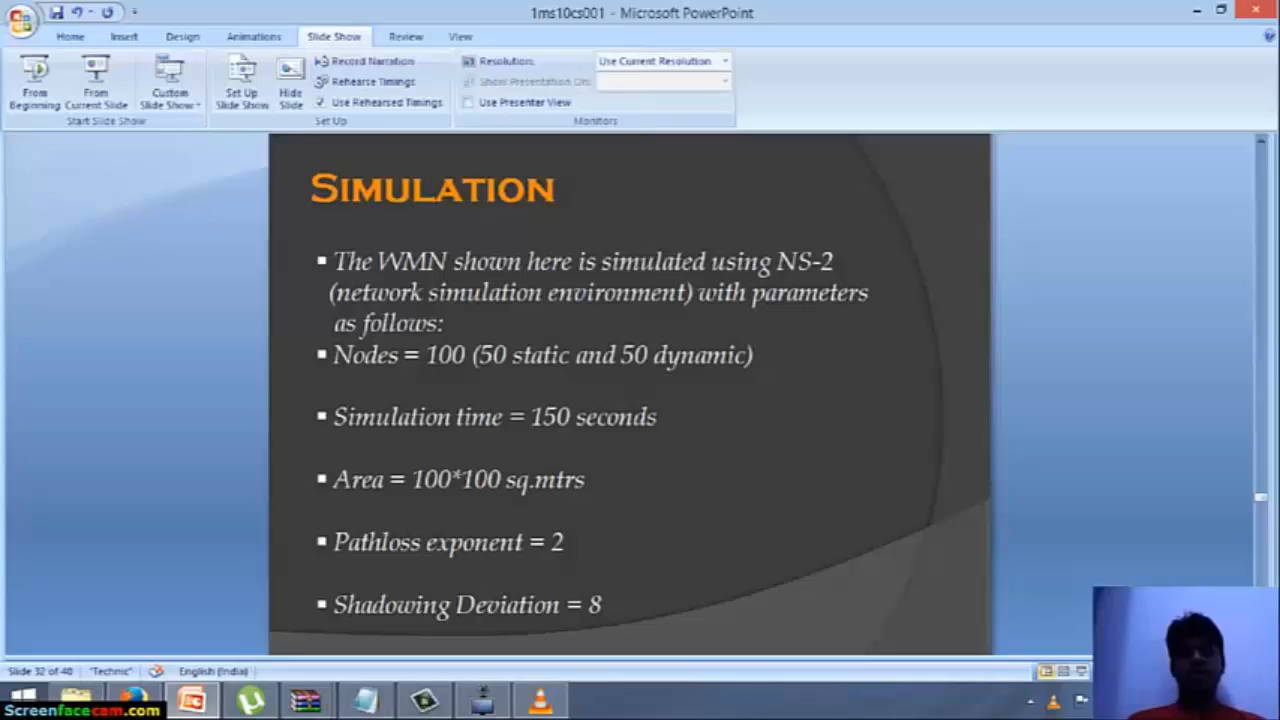 1ms10cs001 - Microsoft PowerPoint
Home Insert Design Animations Slide Show Review View
From Beginning
From Current Slide
Custom Slide Show
Set Up Slide Show
Hide Slide
Record Narration
Rehearse Timings
Use Rehearsed Timings
Resolution:
Use Current Resolution
Show Presentation On:
Use Presenter View
Start Slide Show
Set Up
Monitors
SIMULATION
▪ The WMN shown here is simulated using NS-2
(network simulation environment) with parameters
as follows:
▪ Nodes = 100 (50 static and 50 dynamic)
▪ Simulation time = 150 seconds
▪ Area = 100*100 sq.mtrs
▪ Pathloss exponent = 2
▪ Shadowing Deviation = 8
Slide 32 of 40 "Technic" English (India)
Screenfacecam.com